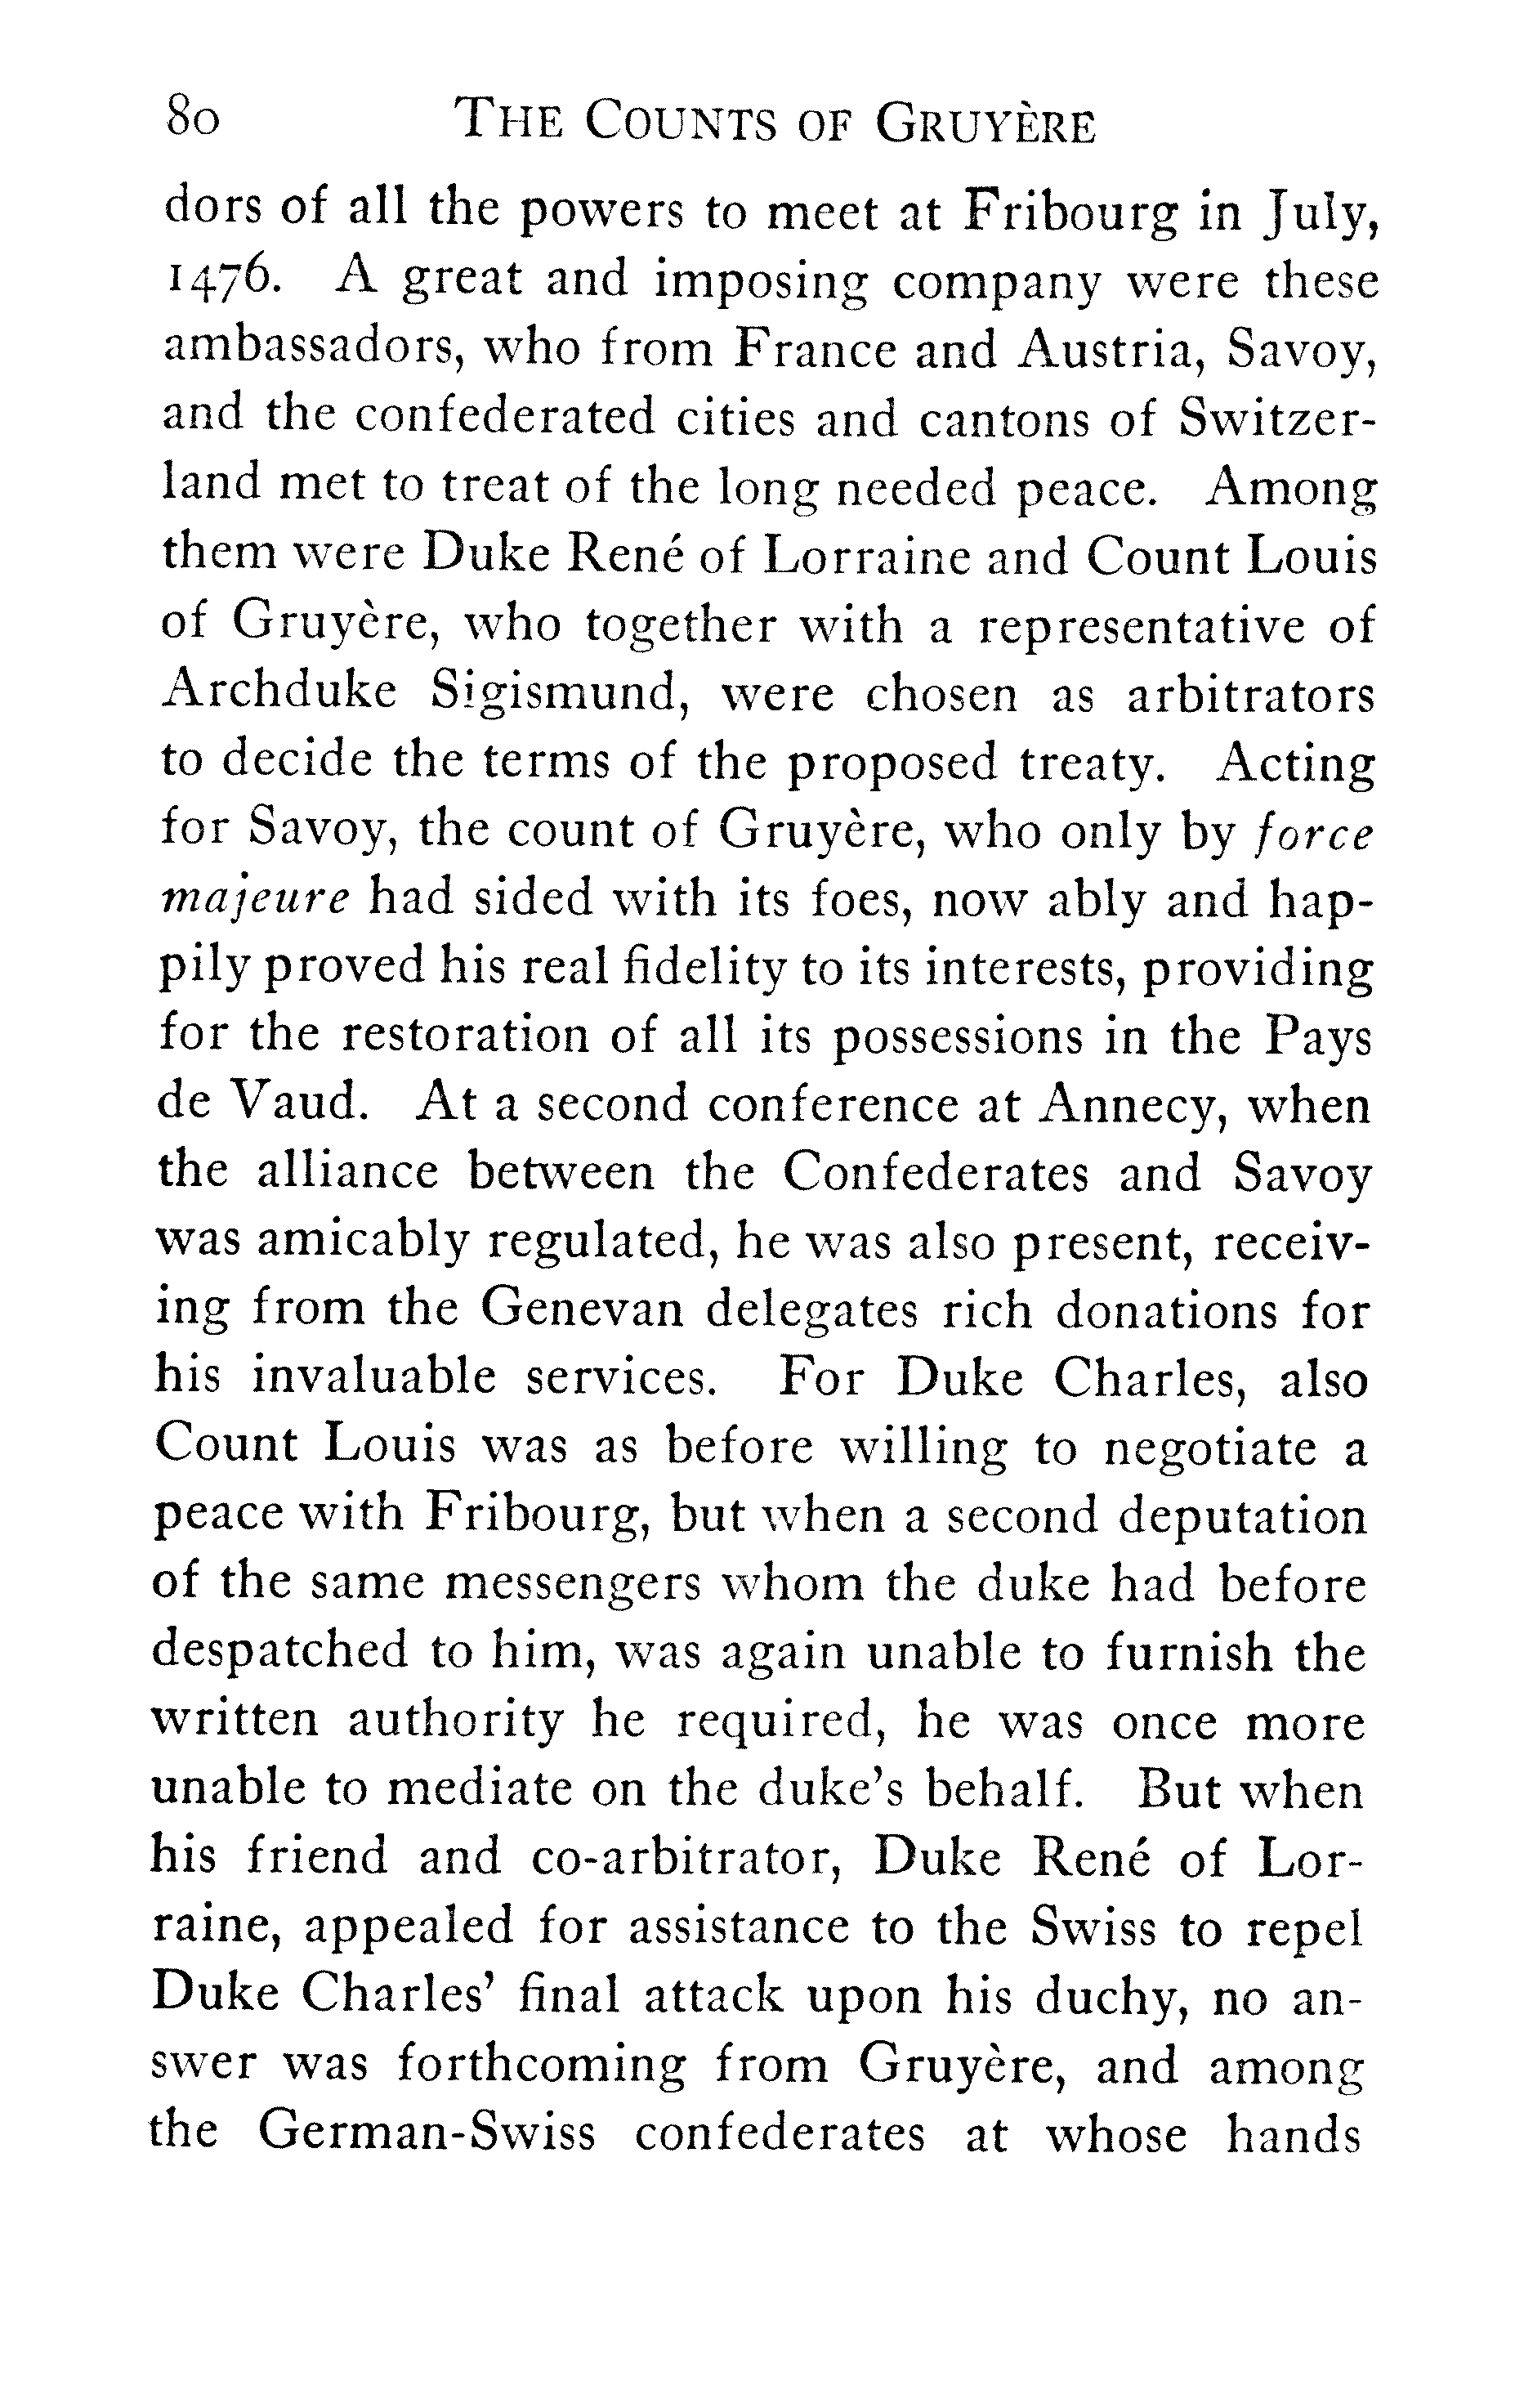 80 THE COUNTS OF GRUYÈRE
dors of all the powers to meet at Fribourg in July,
1476. A great and imposing company were these
ambassadors, who from France and Austria, Savoy,
and the confederated cities and cantons of Switzer-
land met to treat of the long needed peace. Among
them were Duke René of Lorraine and Count Louis
of Gruyère, who together with a representative of
Archduke Sigismund, were chosen as arbitrators
to decide the terms of the proposed treaty. Acting
for Savoy, the count of Gruyère, who only by force
majeure had sided with its foes, now ably and hap-
pily proved his real fidelity to its interests, providing
for the restoration of all its possessions in the Pays
de Vaud. At a second conference at Annecy, when
the alliance between the Confederates and Savoy
was amicably regulated, he was also present, receiv-
ing from the Genevan delegates rich donations for
his invaluable services. For Duke Charles, also
Count Louis was as before willing to negotiate a
peace with Fribourg, but when a second deputation
of the same messengers whom the duke had before
despatched to him, was again unable to furnish the
written authority he required, he was once more
unable to mediate on the duke's behalf. But when
his friend and co-arbitrator, Duke René of Lor-
raine, appealed for assistance to the Swiss to repel
Duke Charles' final attack upon his duchy, no an-
swer was forthcoming from Gruyère, and among
the German-Swiss confederates at whose hands